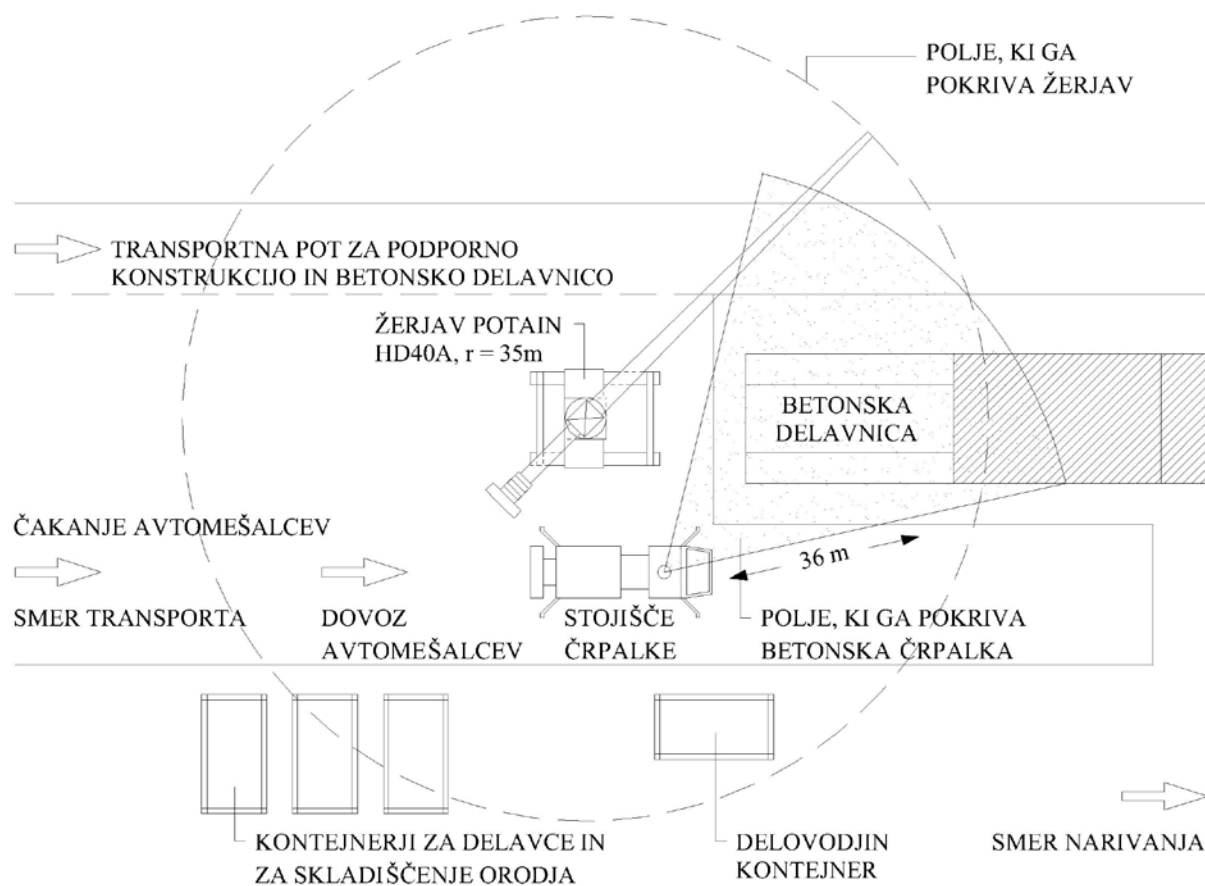 POLJE, KI GA
POKRIVA ŽERJAV
TRANSPORTNA POT ZA PODPORNO
KONSTRUKCIJO IN BETONSKO DELAVNICO
ŽERJAV POTAIN
HD40A, r = 35m
BETONSKA
DELAVNICA
ČAKANJE AVTOMEŠALCEV
SMER TRANSPORTA
DOVOZ
AVTOMEŠALCEV
STOJIŠČE
ČRPALKE
36 m
POLJE, KI GA POKRIVA
BETONSKA ČRPALKA
KONTEJNERJI ZA DELAVCE IN
ZA SKLADIŠČENJE ORODJA
DELOVODJIN
KONTEJNER
SMER NARIVANJA